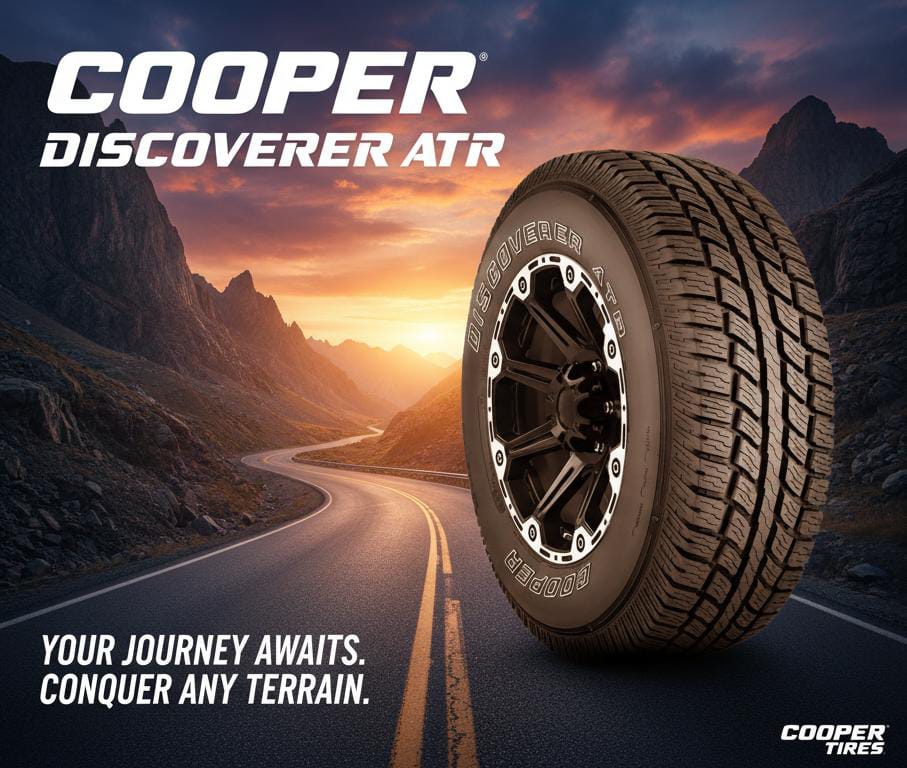 COOPER®
DISCOVERER ATR
DISCOVERER ATR
COOPER
YOUR JOURNEY AWAITS.
CONQUER ANY TERRAIN.
COOPER
TIRES